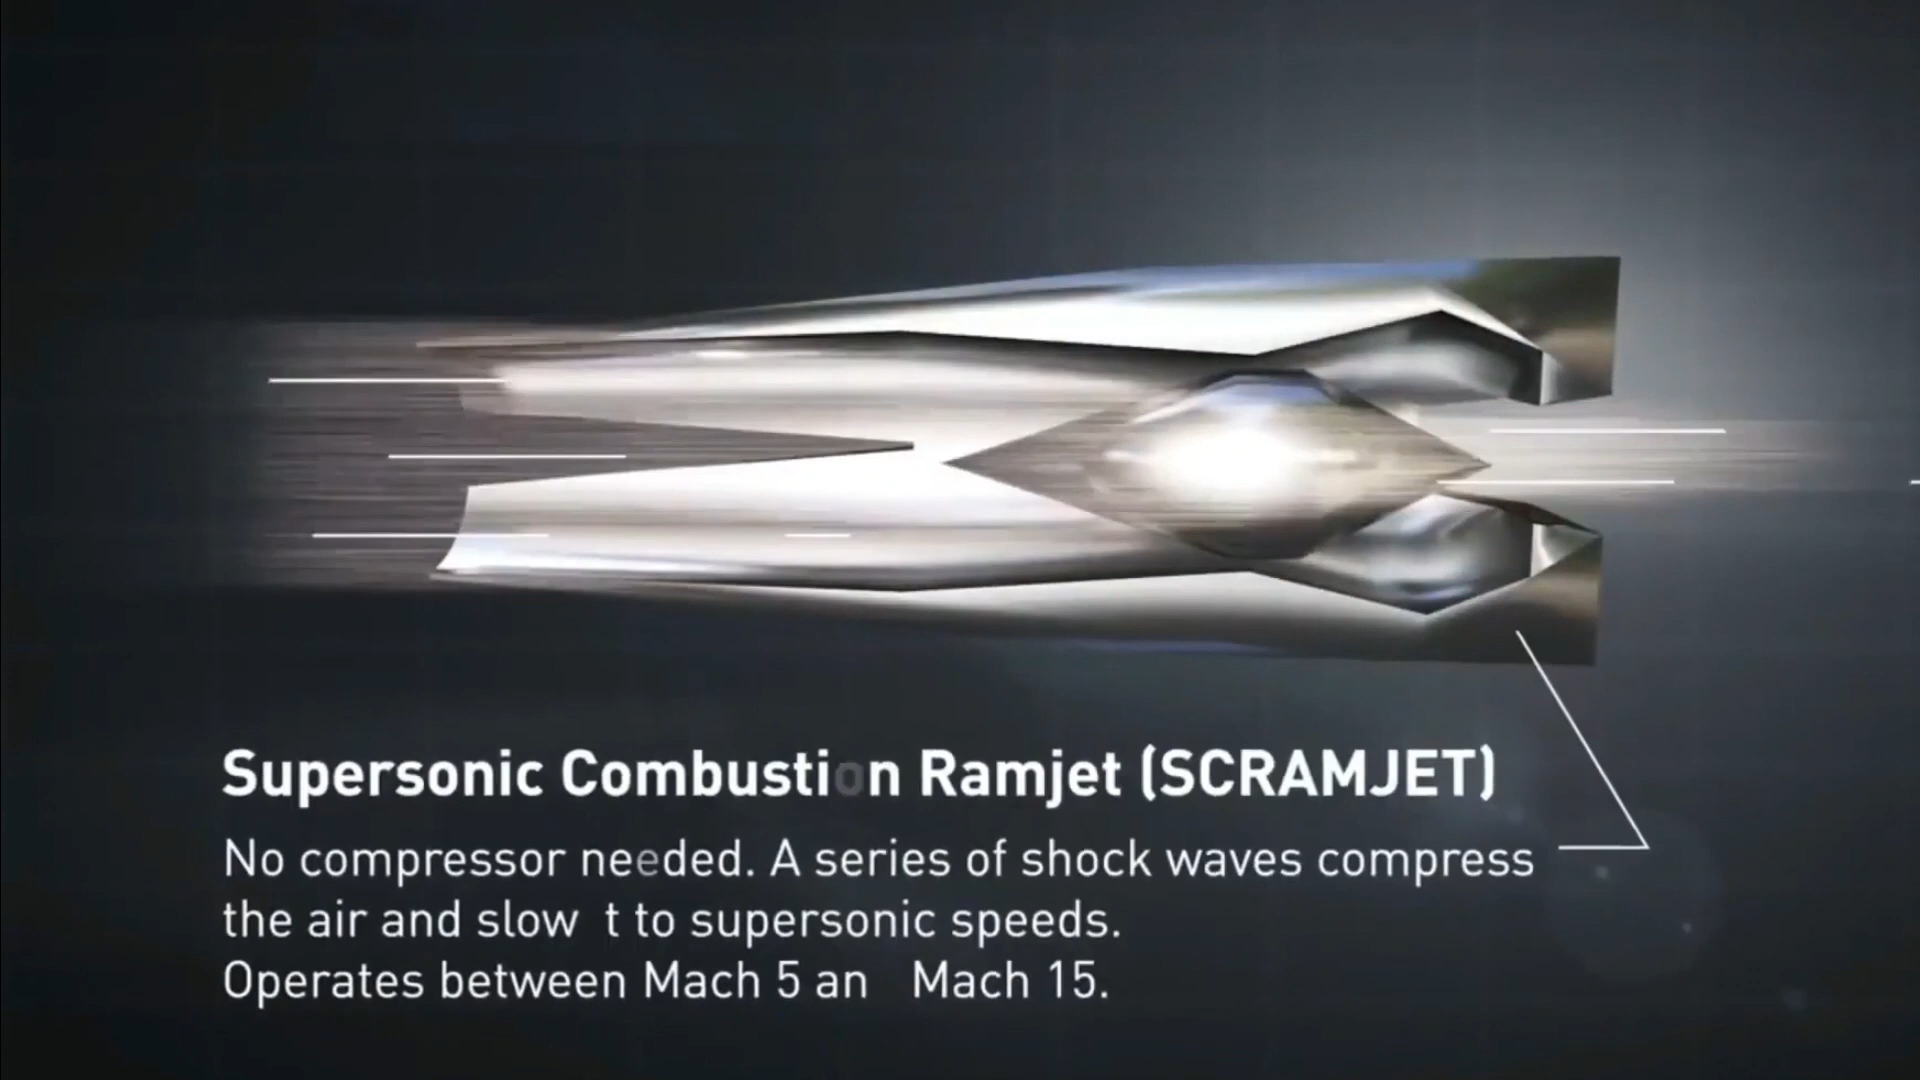 Supersonic Combustion Ramjet (SCRAMJET)
No compressor needed. A series of shock waves compress
the air and slow t to supersonic speeds.
Operates between Mach 5 an Mach 15.